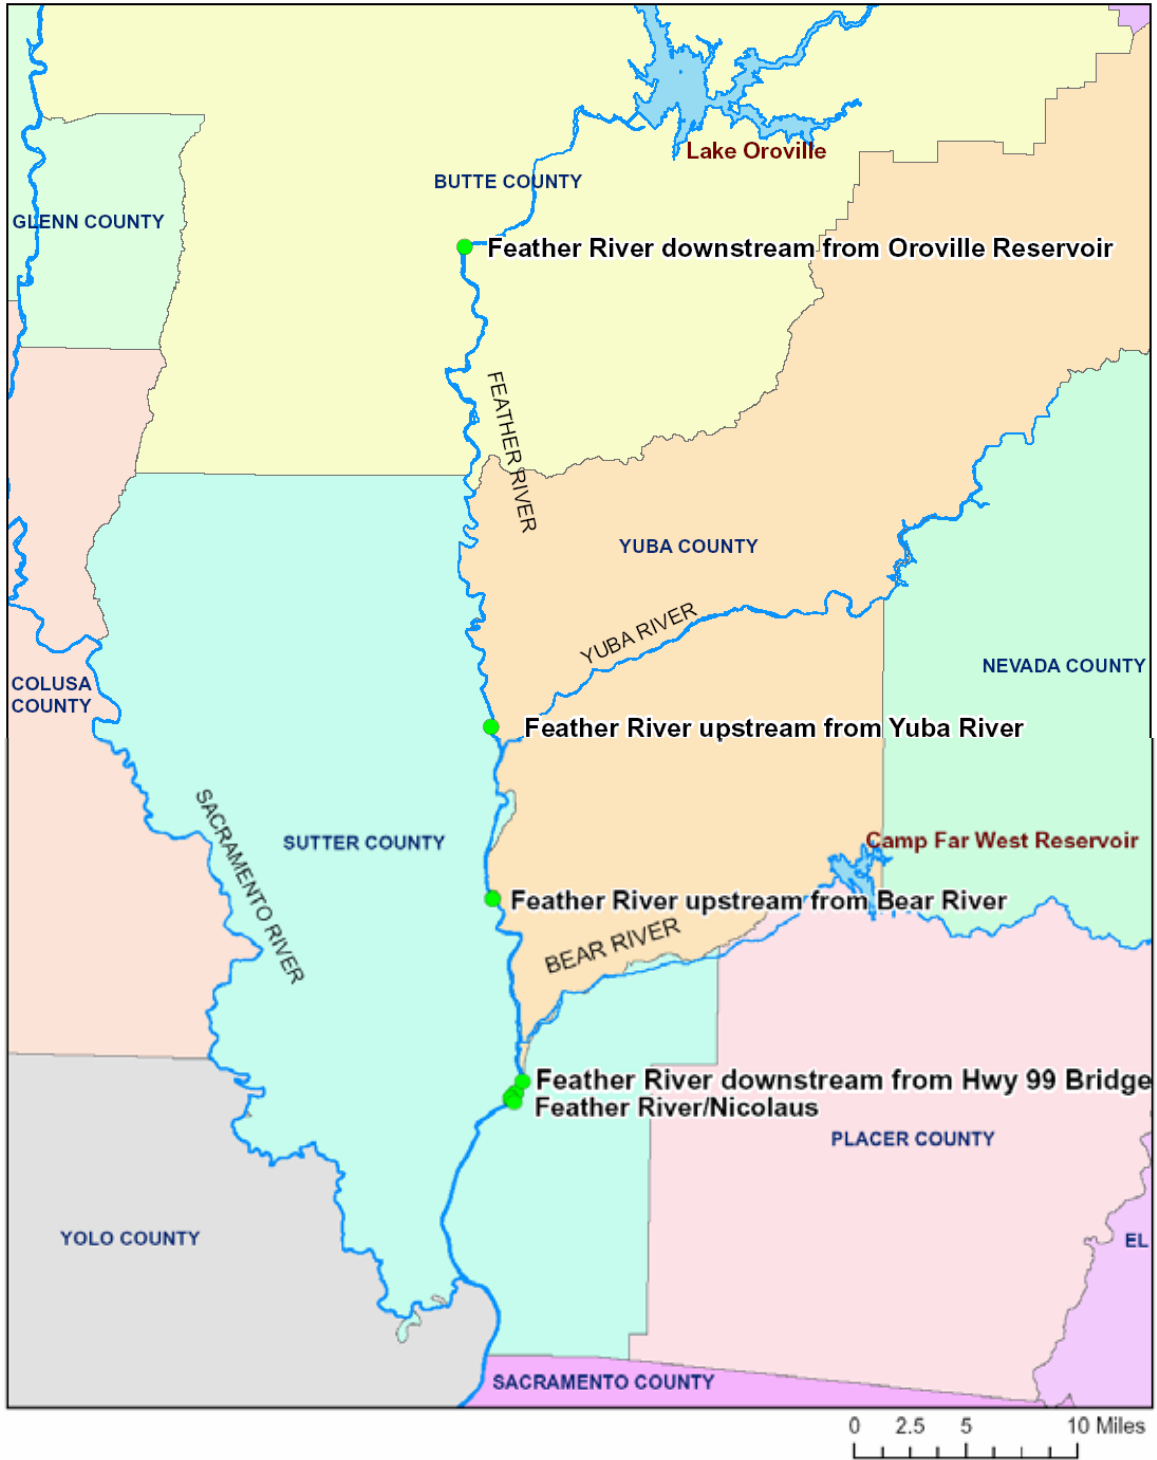 Lake Oroville
BUTTE COUNTY
GLENN COUNTY
Feather River downstream from Oroville Reservoir
FEATHER RIVER
YUBA COUNTY
YUBA RIVER
NEVADA COUNTY
COLUSA
COUNTY
Feather River upstream from Yuba River
SACRAMENTO RIVER
SUTTER COUNTY
Camp Far West Reservoir
Feather River upstream from Bear River
BEAR RIVER
Feather River downstream from Hwy 99 Bridge
Feather River/Nicolaus
PLACER COUNTY
YOLO COUNTY
EL
SACRAMENTO COUNTY
0 2.5 5 10 Miles